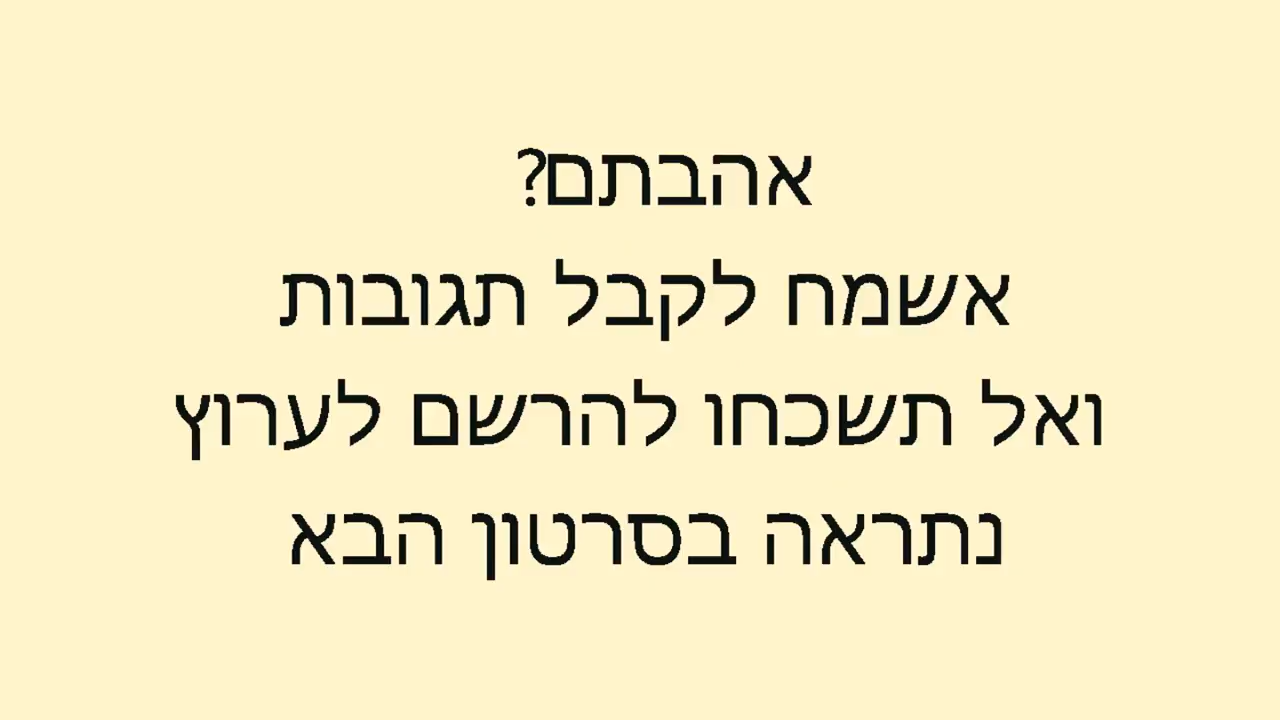 אהבתם?
אשמח לקבל תגובות
ואל תשכחו להרשם לערוץ
נתראה בסרטון הבא